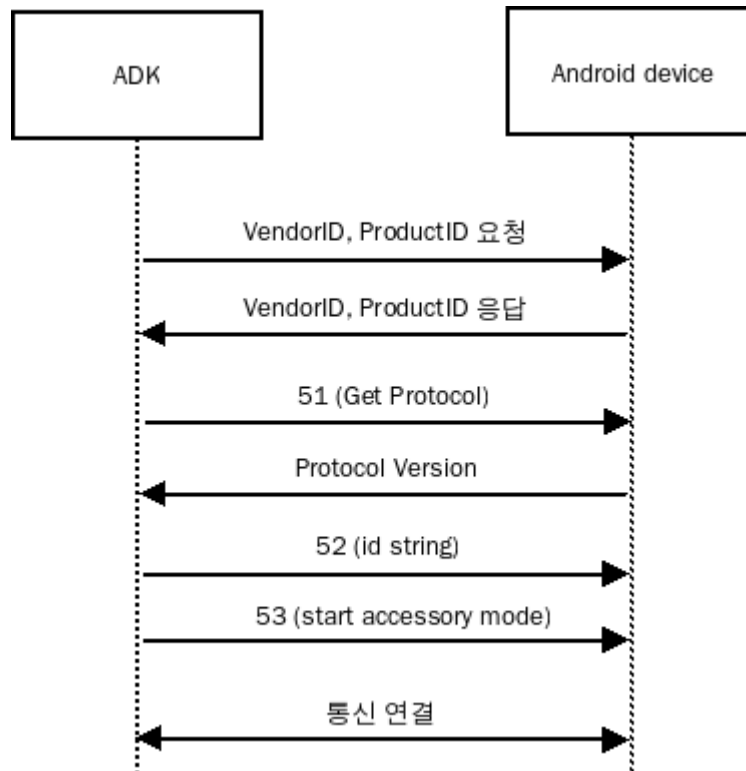 ADK
Android device
VendorID, ProductID 요청
VendorID, ProductID 응답
51 (Get Protocol)
Protocol Version
52 (id string)
53 (start accessory mode)
통신 연결